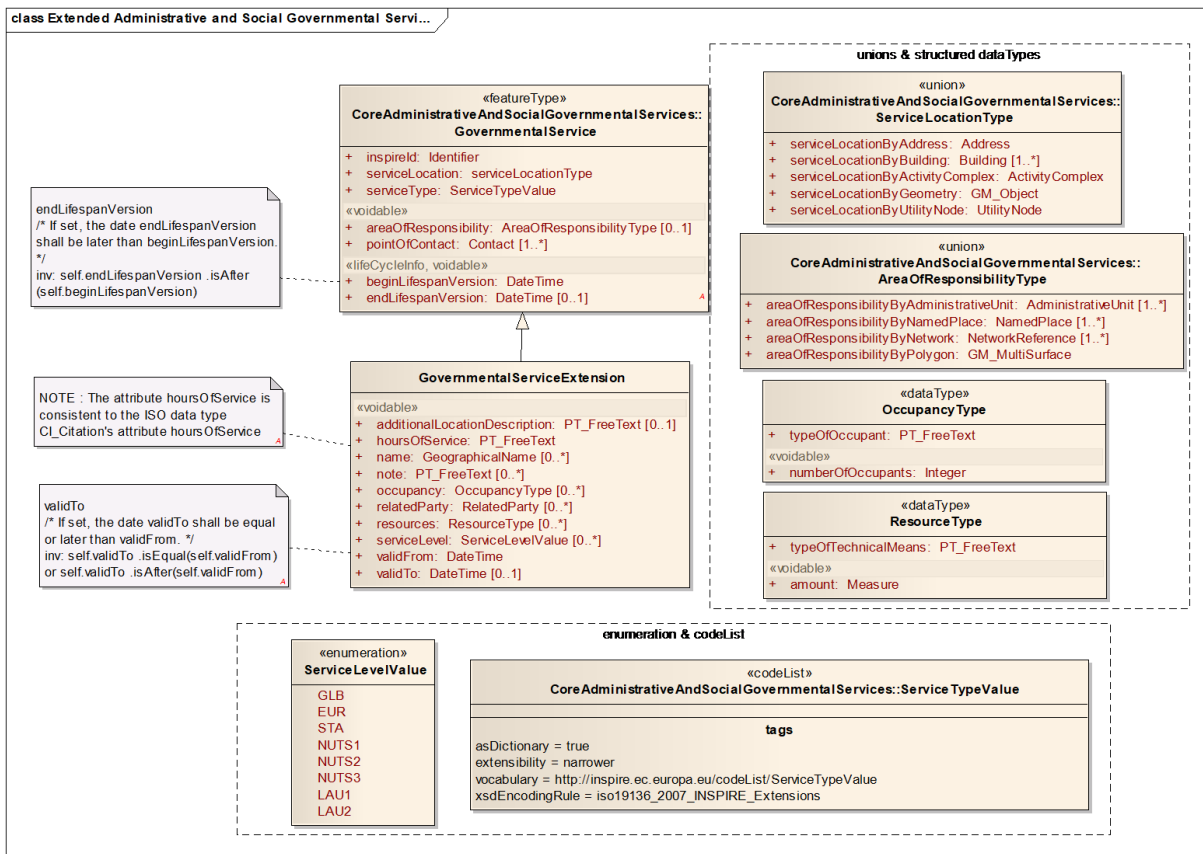 class Extended Administrative and Social Governmental Servi...
«featureType»
CoreAdministrativeAndSocialGovernmentalServices::
GovernmentalService
+ inspireId: Identifier
+ serviceLocation: serviceLocationType
+ serviceType: ServiceTypeValue
«voidable»
+ areaOfResponsibility: AreaOfResponsibilityType [0..1]
+ pointOfContact: Contact [1..*]
«lifeCycleInfo, voidable»
+ beginLifespanVersion: DateTime
+ endLifespanVersion: DateTime [0..1]
A
endLifespanVersion
/* If set, the date endLifespanVersion
shall be later than beginLifespanVersion.
*/
inv: self.endLifespanVersion .isAfter
(self.beginLifespanVersion)
GovernmentalServiceExtension
«voidable»
+ additionalLocationDescription: PT_FreeText [0..1]
+ hoursOfService: PT_FreeText
+ name: GeographicalName [0..*]
+ note: PT_FreeText [0..*]
+ occupancy: OccupancyType [0..*]
+ relatedParty: RelatedParty [0..*]
+ resources: ResourceType [0..*]
+ serviceLevel: ServiceLevelValue [0..*]
+ validFrom: DateTime
+ validTo: DateTime [0..1]
NOTE : The attribute hoursOfService is
consistent to the ISO data type
CI_Citation's attribute hoursOfService
A
validTo
/* If set, the date validTo shall be equal
or later than validFrom. */
inv: self.validTo .isEqual(self.validFrom)
or self.validTo .isAfter(self.validFrom)
A
unions & structured dataTypes
«union»
CoreAdministrativeAndSocialGovernmentalServices::
ServiceLocationType
+ serviceLocationByAddress: Address
+ serviceLocationByBuilding: Building [1..*]
+ serviceLocationByActivityComplex: ActivityComplex
+ serviceLocationByGeometry: GM_Object
+ serviceLocationByUtilityNode: UtilityNode
«union»
CoreAdministrativeAndSocialGovernmentalServices::
AreaOfResponsibilityType
+ areaOfResponsibilityByAdministrativeUnit: AdministrativeUnit [1..*]
+ areaOfResponsibilityByNamedPlace: NamedPlace [1..*]
+ areaOfResponsibilityByNetwork: NetworkReference [1..*]
+ areaOfResponsibilityByPolygon: GM_MultiSurface
«dataType»
OccupancyType
+ typeOfOccupant: PT_FreeText
«voidable»
+ numberOfOccupants: Integer
«dataType»
ResourceType
+ typeOfTechnicalMeans: PT_FreeText
«voidable»
+ amount: Measure
enumeration & codeList
«enumeration»
ServiceLevelValue
GLB
EUR
STA
NUTS1
NUTS2
NUTS3
LAU1
LAU2
«codeList»
CoreAdministrativeAndSocialGovernmentalServices::ServiceTypeValue
tags
asDictionary = true
extensibility = narrower
vocabulary = http://inspire.ec.europa.eu/codeList/ServiceTypeValue
xsdEncodingRule = iso19136_2007_INSPIRE_Extensions